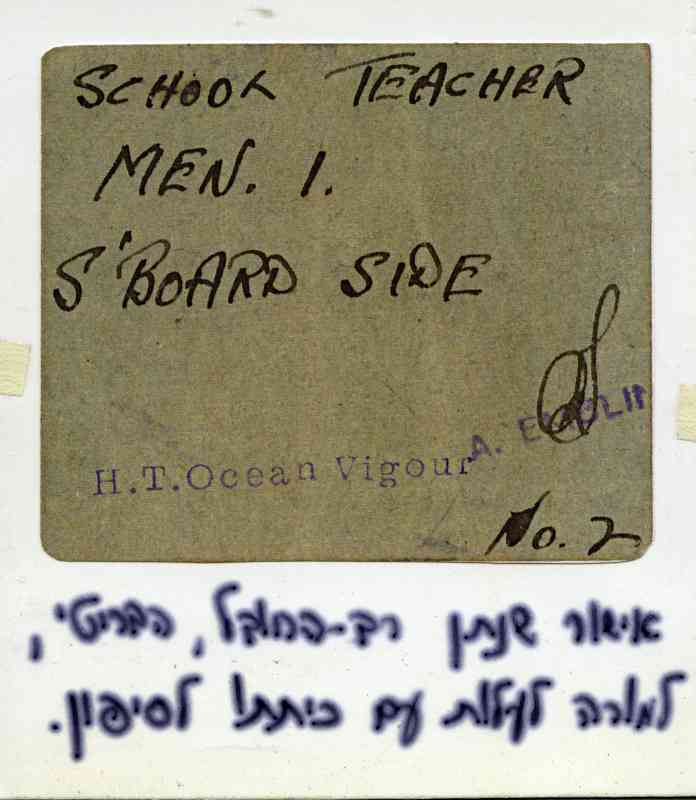 SCHOOL TEACHER
MEN. 1.
S'BOARD SIDE
A.
H.T.Ocean Vigour
No. 2
אישור שנתן רב-החובל, הבריטי,
למורה לעלות עם כיתתו לסיפון.